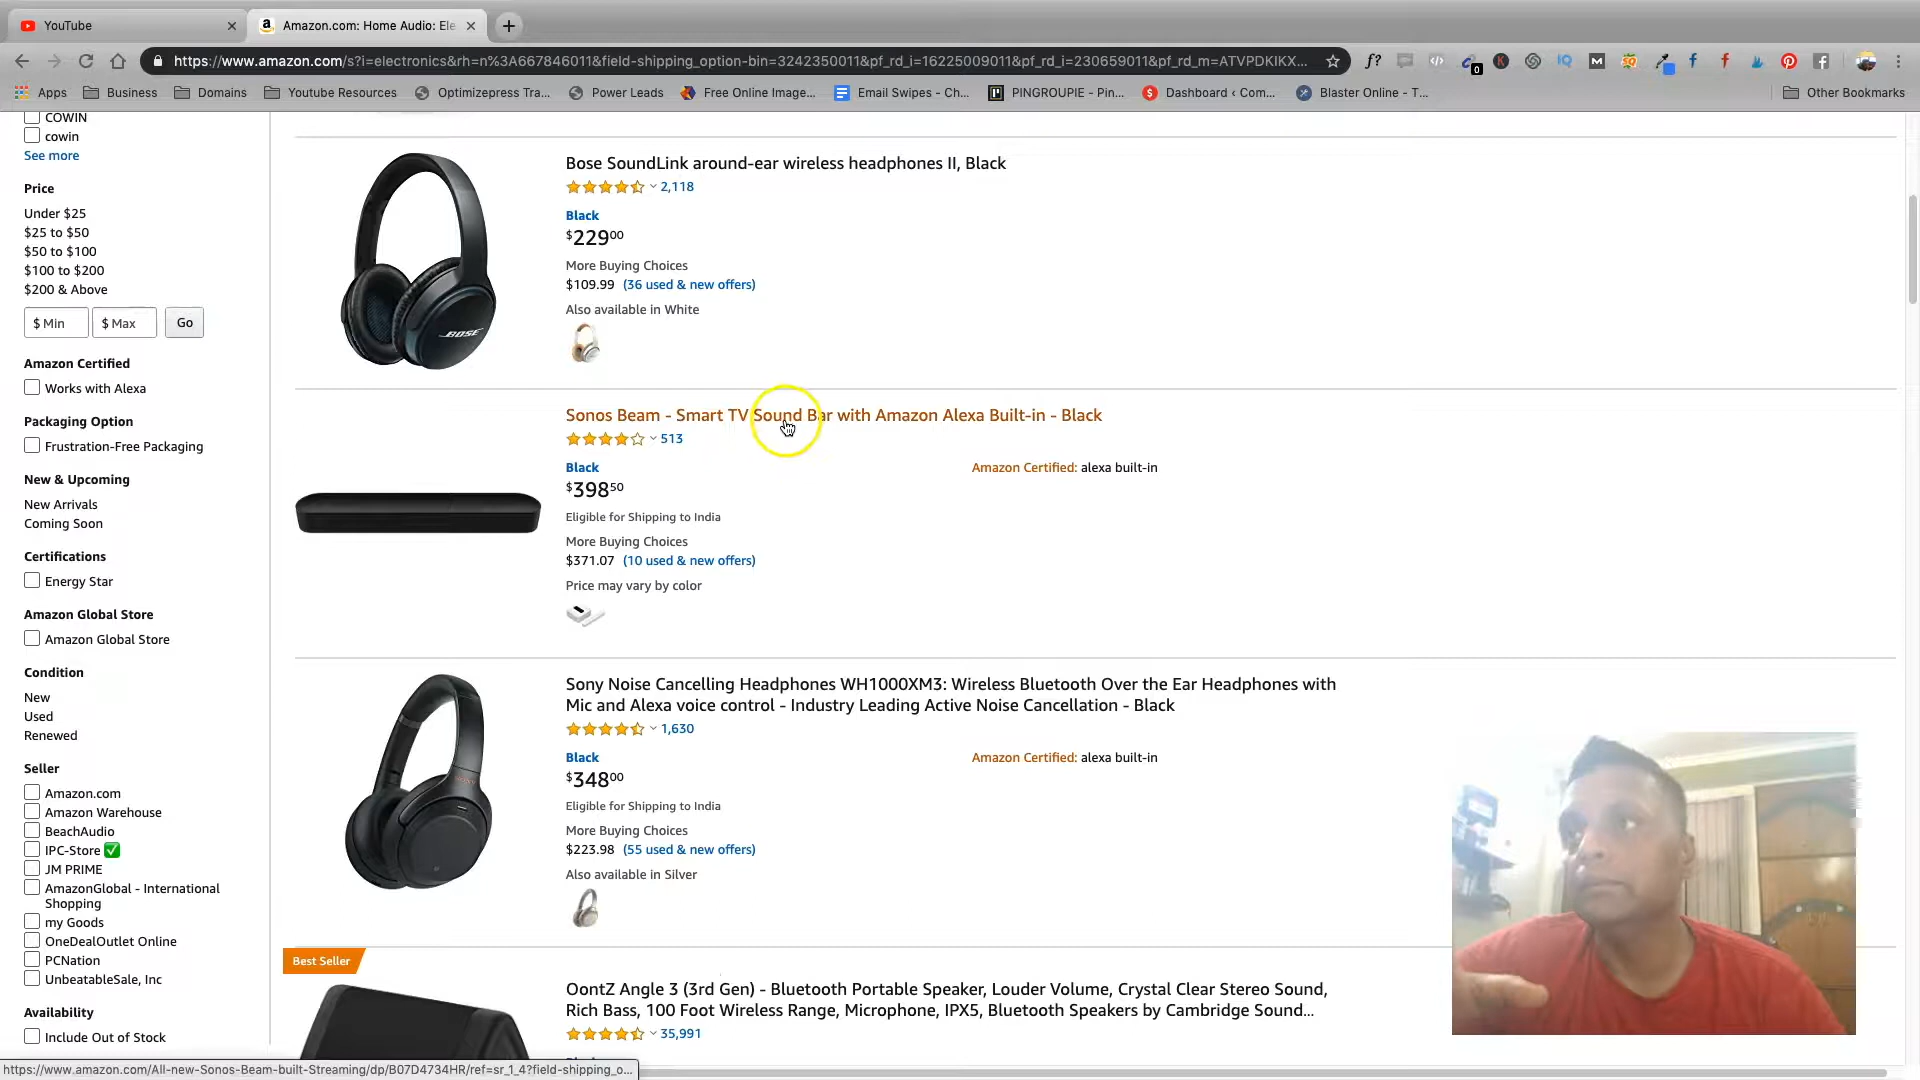 YouTube
Amazon.com: Home Audio: Ele
https://www.amazon.com/s?i=electronics&rh=n%3A667846011&field-shipping_option-bin=3242350011&pf_rd_i=16225009011&pf_rd_i=230659011&pf_rd_m=ATVPDKIKX...
Apps
Business
Domains
Youtube Resources
Optimizepress Tra...
Power Leads
Free Online Image...
Email Swipes - Ch...
PINGROUPIE - Pin...
Dashboard ‹ Com...
Blaster Online - T...
Other Bookmarks
COWIN
cowin
See more
Price
Under $25
$25 to $50
$50 to $100
$100 to $200
$200 & Above
$ Min
$ Max
Go
Amazon Certified
Works with Alexa
Packaging Option
Frustration-Free Packaging
New & Upcoming
New Arrivals
Coming Soon
Certifications
Energy Star
Amazon Global Store
Amazon Global Store
Condition
New
Used
Renewed
Seller
Amazon.com
Amazon Warehouse
BeachAudio
IPC-Store ✅
JM PRIME
AmazonGlobal - International
Shopping
my Goods
OneDealOutlet Online
PCNation
UnbeatableSale, Inc
Availability
Include Out of Stock
BOSE
Bose SoundLink around-ear wireless headphones II, Black
2,118
Black
$22900
More Buying Choices
$109.99 (36 used & new offers)
Also available in White
Sonos Beam - Smart TV Sound Bar with Amazon Alexa Built-in - Black
513
Black
Amazon Certified: alexa built-in
$39850
Eligible for Shipping to India
More Buying Choices
$371.07 (10 used & new offers)
Price may vary by color
Sony Noise Cancelling Headphones WH1000XM3: Wireless Bluetooth Over the Ear Headphones with
Mic and Alexa voice control - Industry Leading Active Noise Cancellation - Black
1,630
Black
Amazon Certified: alexa built-in
$34800
Eligible for Shipping to India
More Buying Choices
$223.98 (55 used & new offers)
Also available in Silver
Best Seller
OontZ Angle 3 (3rd Gen) - Bluetooth Portable Speaker, Louder Volume, Crystal Clear Stereo Sound,
Rich Bass, 100 Foot Wireless Range, Microphone, IPX5, Bluetooth Speakers by Cambridge Sound...
35,991
https://www.amazon.com/All-new-Sonos-Beam-built-Streaming/dp/B07D4734HR/ref=sr_1_4?field-shipping_o...